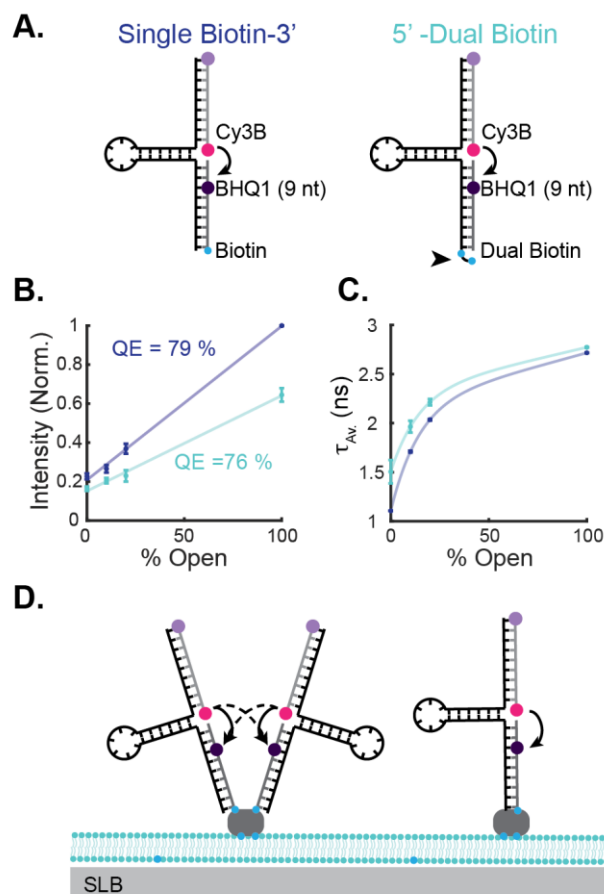 A.
Single Biotin-3’
5’ -Dual Biotin
Cy3B
BHQ1 (9 nt)
Biotin
Cy3B
BHQ1 (9 nt)
Dual Biotin
B.
QE = 79 %
QE =76 %
Intensity (Norm.)
1
0.8
0.6
0.4
0.2
0
0
50
100
% Open
C.
τAv. (ns)
3
2.5
2
1.5
1
0
50
100
% Open
D.
SLB